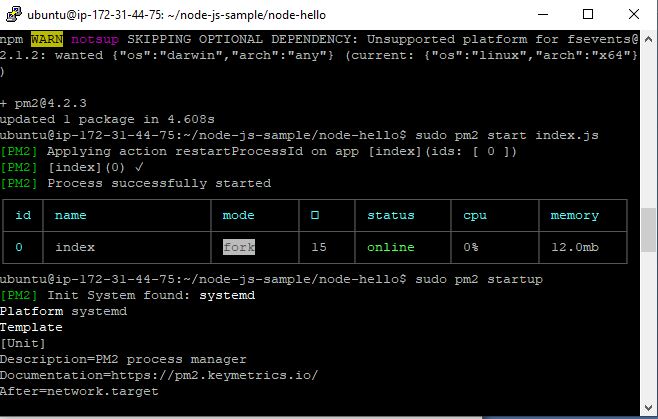 ubuntu@ip-172-31-44-75: ~/node-js-sample/node-hello
npm WARN notsup SKIPPING OPTIONAL DEPENDENCY: Unsupported platform for fsevents@
2.1.2: wanted {"os":"darwin","arch":"any"} (current: {"os":"linux","arch":"x64"}
)
+ pm2@4.2.3
updated 1 package in 4.608s
ubuntu@ip-172-31-44-75:~/node-js-sample/node-hello$ sudo pm2 start index.js
[PM2] Applying action restartProcessId on app [index](ids: [ 0 ])
[PM2] [index](0) ✓
[PM2] Process successfully started
id name mode □ status cpu memory
0 index fork 15 online 0% 12.0mb
ubuntu@ip-172-31-44-75:~/node-js-sample/node-hello$ sudo pm2 startup
[PM2] Init System found: systemd
Platform systemd
Template
[Unit]
Description=PM2 process manager
Documentation=https://pm2.keymetrics.io/
After=network.target